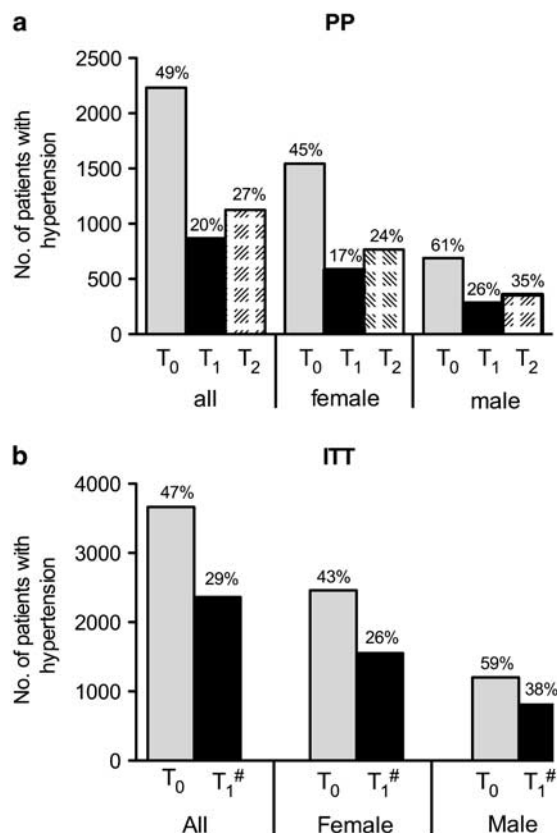 a
PP
No. of patients with
hypertension
2500
2000
1500
1000
500
0
49%
20%
27%
45%
17%
24%
61%
26%
35%
T0 T1 T2 T0 T1 T2 T0 T1 T2
all female male
b
ITT
No. of patients with
hypertension
4000
3000
2000
1000
0
47%
29%
43%
26%
59%
38%
T0 T1# T0 T1# T0 T1#
All Female Male